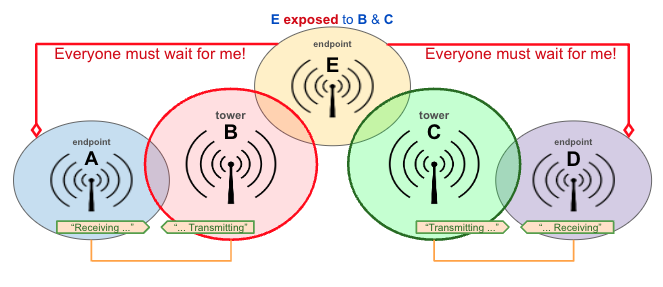 E exposed to B & C
endpoint
Everyone must wait for me!
E
Everyone must wait for me!
tower
B
tower
C
endpoint
A
endpoint
D
“Receiving ...”
“... Transmitting”
“Transmitting ...”
“... Receiving”